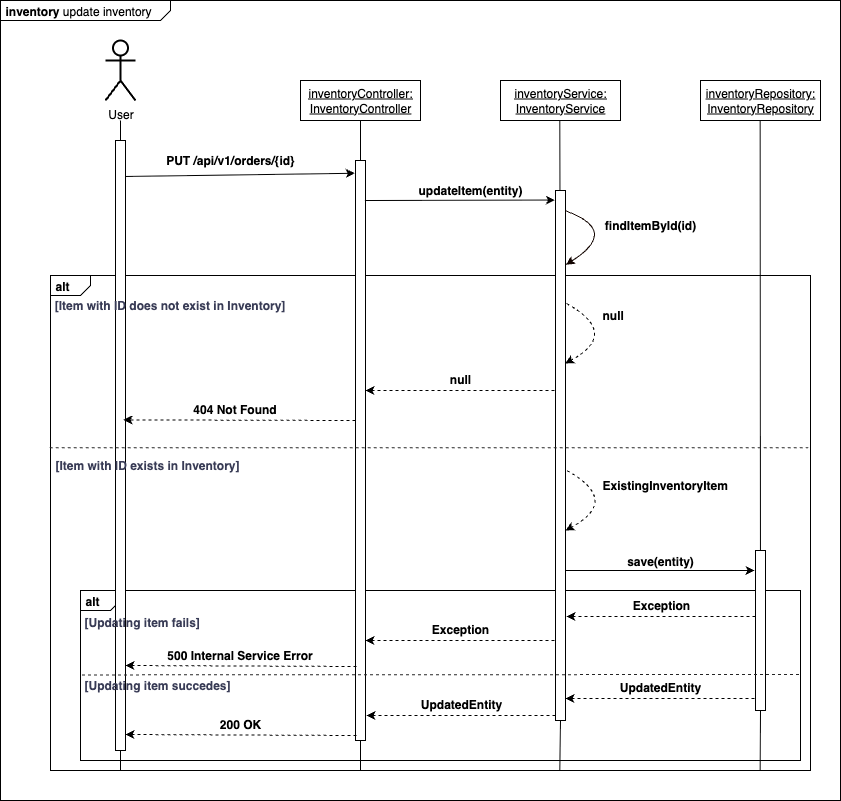 inventory update inventory
User
inventoryController:
InventoryController
inventoryService:
InventoryService
inventoryRepository:
InventoryRepository
PUT /api/v1/orders/{id}
updateItem(entity)
findItemById(id)
alt
[Item with ID does not exist in Inventory]
null
null
404 Not Found
[Item with ID exists in Inventory]
ExistingInventoryItem
save(entity)
alt
Exception
[Updating item fails]
Exception
500 Internal Service Error
[Updating item succedes]
UpdatedEntity
UpdatedEntity
200 OK